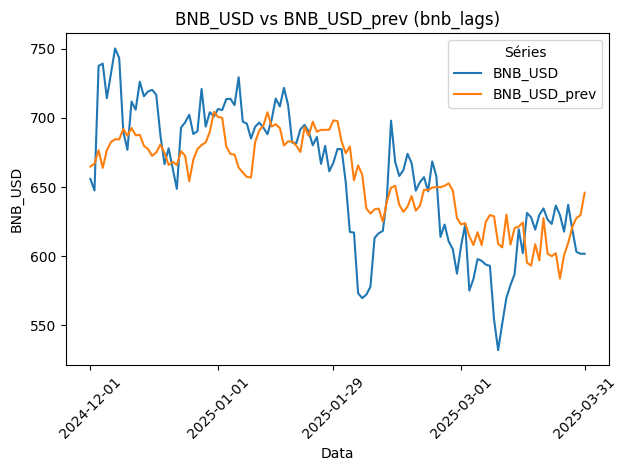 BNB_USD vs BNB_USD_prev (bnb_lags)
Séries
BNB_USD
BNB_USD_prev
BNB_USD
750
700
650
600
550
2024-12-01
2025-01-01
2025-01-29
2025-03-01
2025-03-31
Data